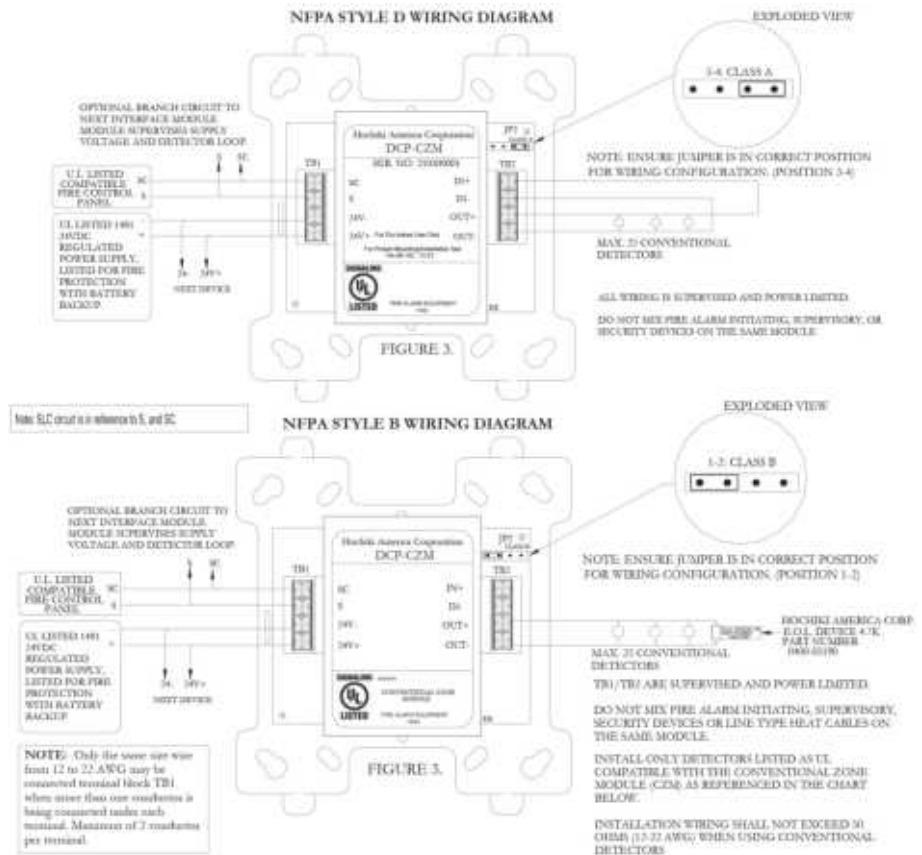 NFPA STYLE D WIRING DIAGRAM
EXPLODED VIEW
3-4: CLASS A
OPTIONAL BRANCH CIRCUIT TO
NEXT INTERFACE MODULE
MODULE SUPERVISES SUPPLY
VOLTAGE AND DETECTOR LOOP.
S SC
Hochiki America Corporation
DCP-CZM
JP1
TB1
TB2
NOTE: ENSURE JUMPER IS IN CORRECT POSITION
FOR WIRING CONFIGURATION. (POSITION 3-4)
U.L. LISTED
COMPATIBLE
FIRE CONTROL
PANEL
SC
S
SC
S
24V-
24V+
IN+
IN-
OUT+
OUT-
UL LISTED 1481
24VDC
REGULATED
POWER SUPPLY,
LISTED FOR FIRE
PROTECTION
WITH BATTERY
BACKUP
24- 24V+
NEXT DEVICE
MAX. 25 CONVENTIONAL
DETECTORS
SIGNALING
UL
LISTED
FIRE ALARM EQUIPMENT
ALL WIRING IS SUPERVISED AND POWER LIMITED.
DO NOT MIX FIRE ALARM INITIATING, SUPERVISORY, OR
SECURITY DEVICES ON THE SAME MODULE
FIGURE 3.
Note: SLC circuit is in reference to S, and SC.
NFPA STYLE B WIRING DIAGRAM
EXPLODED VIEW
1-2: CLASS B
OPTIONAL BRANCH CIRCUIT TO
NEXT INTERFACE MODULE
MODULE SUPERVISES SUPPLY
VOLTAGE AND DETECTOR LOOP.
S SC
Hochiki America Corporation
DCP-CZM
TB1
TB2
NOTE: ENSURE JUMPER IS IN CORRECT POSITION
FOR WIRING CONFIGURATION. (POSITION 1-2)
U.L. LISTED
COMPATIBLE
FIRE CONTROL
PANEL
SC
S
SC
S
24V-
24V+
IN+
IN-
OUT+
OUT-
HOCHIKI AMERICA CORP.
E.O.L. DEVICE 4.7K
PART NUMBER
UL LISTED 1481
24VDC
REGULATED
POWER SUPPLY,
LISTED FOR FIRE
PROTECTION
WITH BATTERY
BACKUP
24- 24V+
NEXT DEVICE
MAX. 25 CONVENTIONAL
DETECTORS
SIGNALING
UL
LISTED
CONVENTIONAL ZONE
MODULE
FIRE ALARM EQUIPMENT
TB1/TB2 ARE SUPERVISED AND POWER LIMITED.
DO NOT MIX FIRE ALARM INITIATING, SUPERVISORY,
SECURITY DEVICES OR LINE TYPE HEAT CABLES ON
THE SAME MODULE.
INSTALL ONLY DETECTORS LISTED AS UL
COMPATIBLE WITH THE CONVENTIONAL ZONE
MODULE (CZM) AS REFERENCED IN THE CHART
BELOW.
INSTALLATION WIRING SHALL NOT EXCEED 50
OHMS (12-22 AWG) WHEN USING CONVENTIONAL
DETECTORS
NOTE: Only the same size wire
from 12 to 22 AWG may be
connected terminal block TB1
when more than one conductor is
being connected under each
terminal. Maximum of 2 conductors
per terminal.
FIGURE 3.